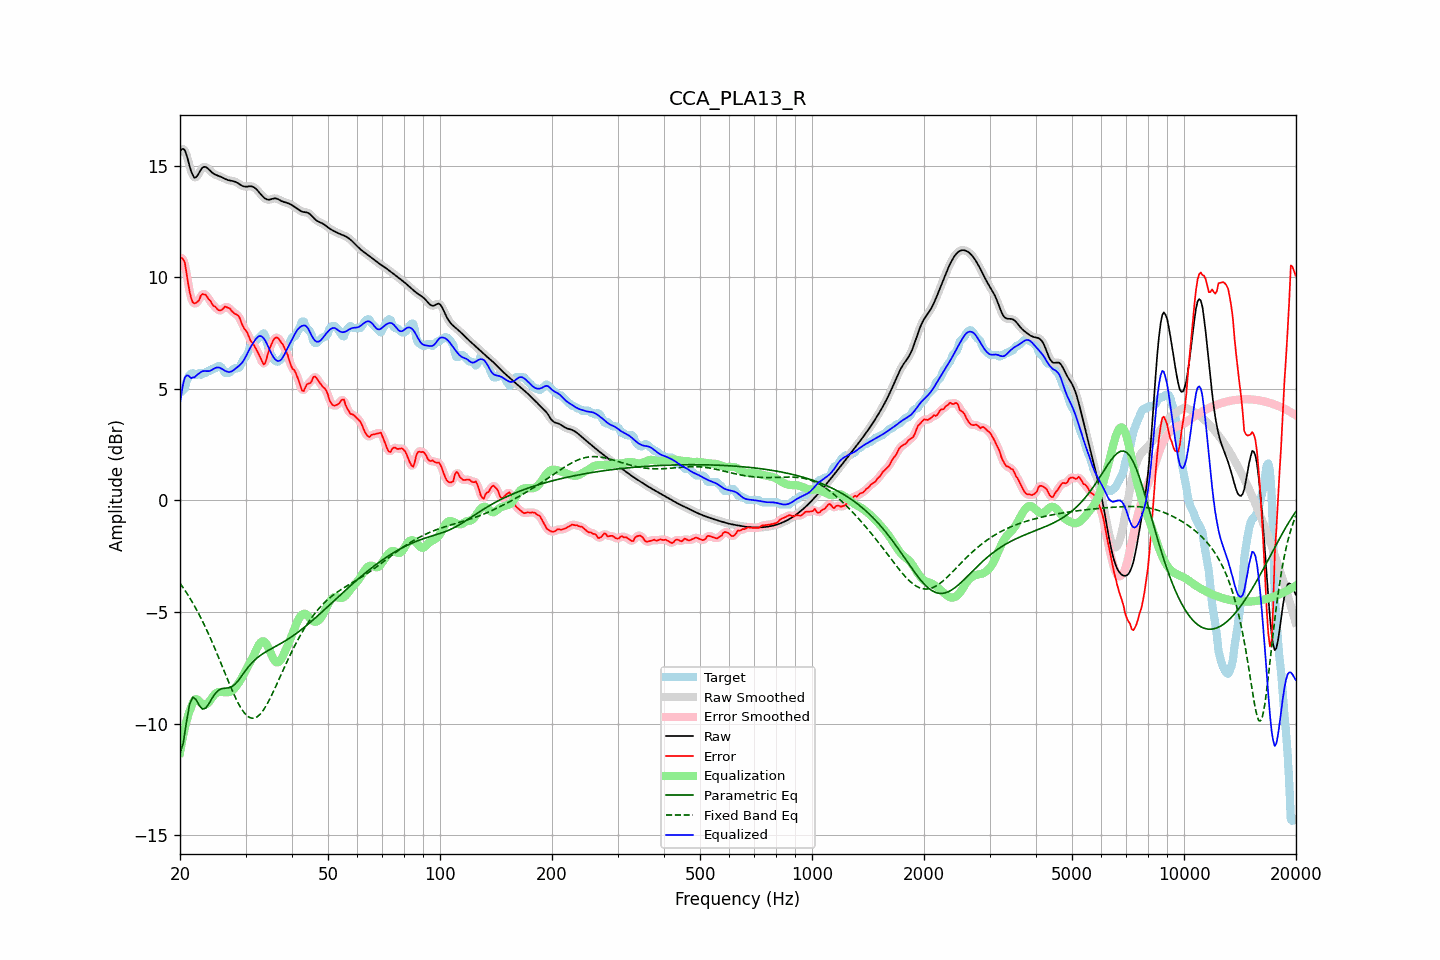 CCA_PLA13_R
Amplitude (dBr)
15
10
5
0
−5
−10
−15
Target
Raw Smoothed
Error Smoothed
Raw
Error
Equalization
Parametric Eq
Fixed Band Eq
Equalized
20 50 100 200 500 1000 2000 5000 10000 20000
Frequency (Hz)